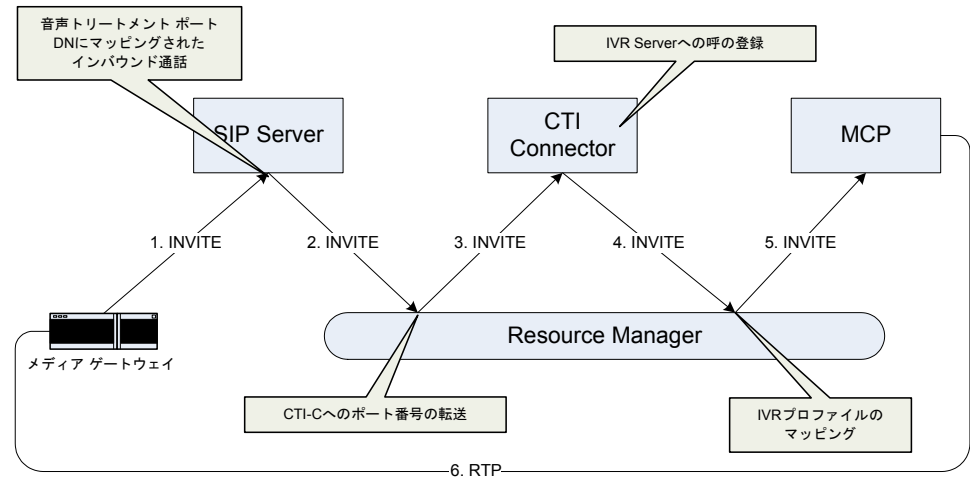 音声トリートメント ポート
DNにマッピングされた
インバウンド通話
IVR Serverへの呼の登録
SIP Server
CTI
Connector
MCP
1. INVITE
2. INVITE
3. INVITE
4. INVITE
5. INVITE
Resource Manager
メディア ゲートウェイ
CTI-Cへのポート番号の転送
IVRプロファイルの
マッピング
6. RTP